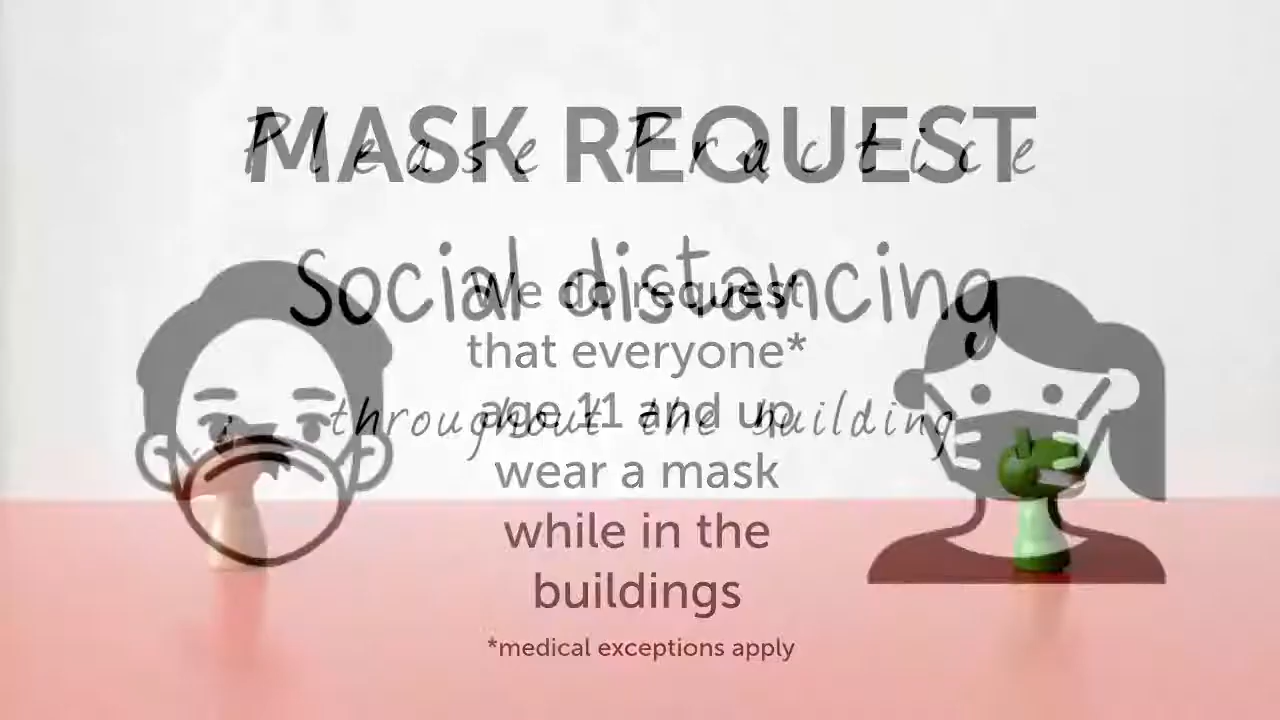 MASK REQUEST
We do request
that everyone*
age 11 and up
wear a mask
while in the
buildings
*medical exceptions apply
Please Practice
Social distancing
throughout the building